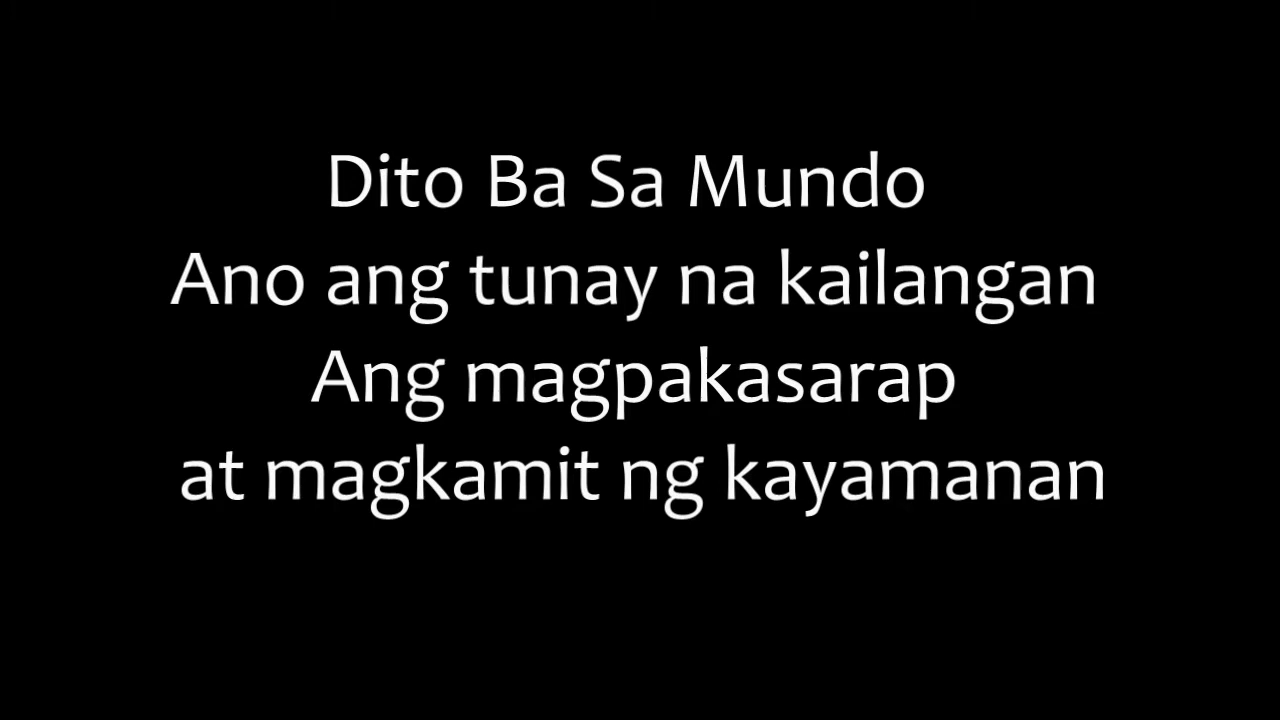 Dito Ba Sa Mundo
Ano ang tunay na kailangan
Ang magpakasarap
at magkamit ng kayamanan